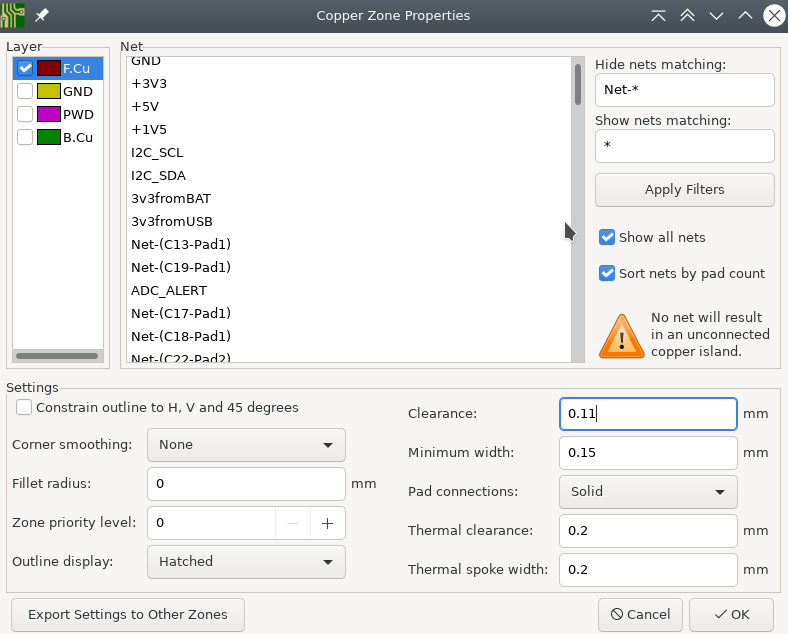 Copper Zone Properties
Layer
F.Cu
GND
PWD
B.Cu
Net
GND
+3V3
+5V
+1V5
I2C_SCL
I2C_SDA
3v3fromBAT
3v3fromUSB
Net-(C13-Pad1)
Net-(C19-Pad1)
ADC_ALERT
Net-(C17-Pad1)
Net-(C18-Pad1)
Net-(C22-Pad2)
Hide nets matching:
Net-*
Show nets matching:
*
Apply Filters
Show all nets
Sort nets by pad count
No net will result
in an unconnected
copper island.
Settings
Constrain outline to H, V and 45 degrees
Corner smoothing: None
Fillet radius: 0 mm
Zone priority level: 0
Outline display: Hatched
Clearance: 0.11 mm
Minimum width: 0.15 mm
Pad connections: Solid
Thermal clearance: 0.2 mm
Thermal spoke width: 0.2 mm
Export Settings to Other Zones
Cancel
OK